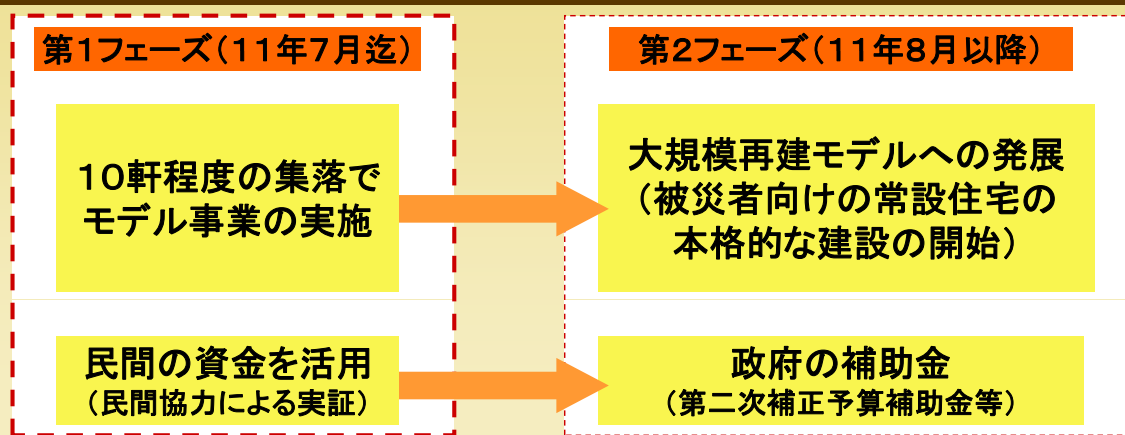 第1フェーズ(11年7月迄)
10軒程度の集落で
モデル事業の実施
民間の資金を活用
(民間協力による実証)
第2フェーズ(11年8月以降)
大規模再建モデルへの発展
(被災者向けの常設住宅の
本格的な建設の開始)
政府の補助金
(第二次補正予算補助金等)